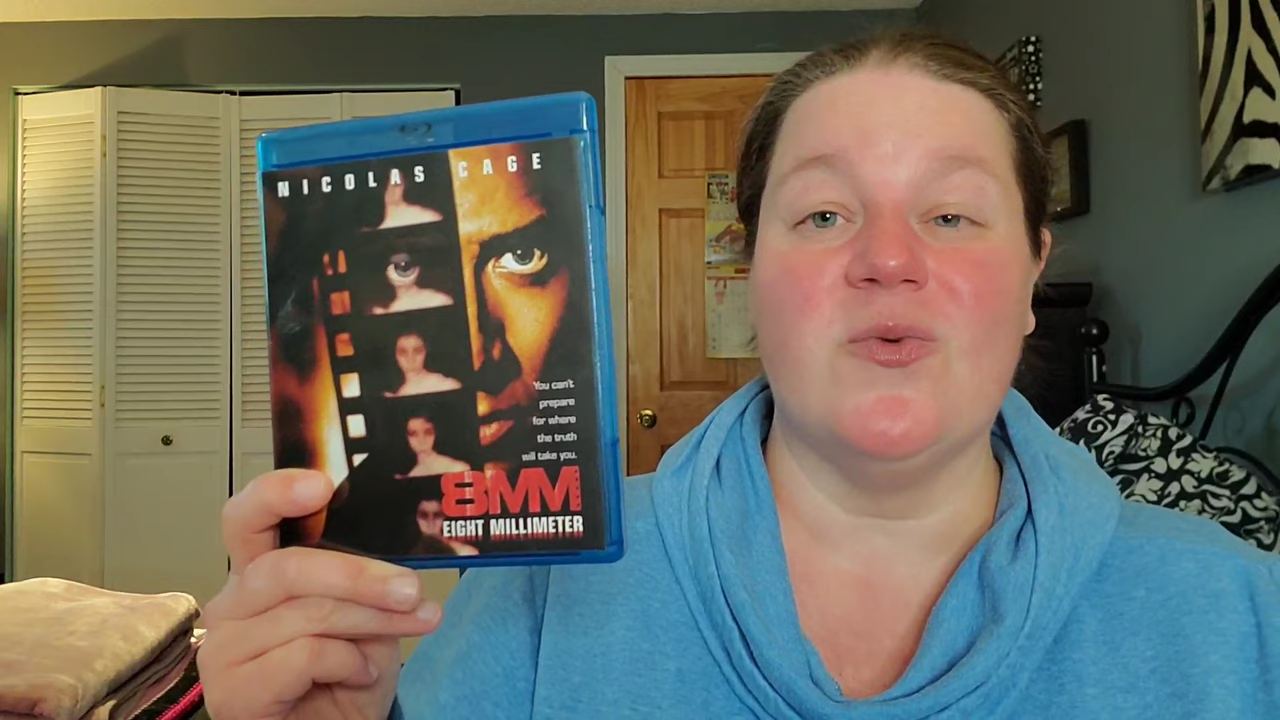 NICOLAS CAGE
You can't
prepare
for where
the truth
will take you.
8MM
EIGHT MILLIMETER